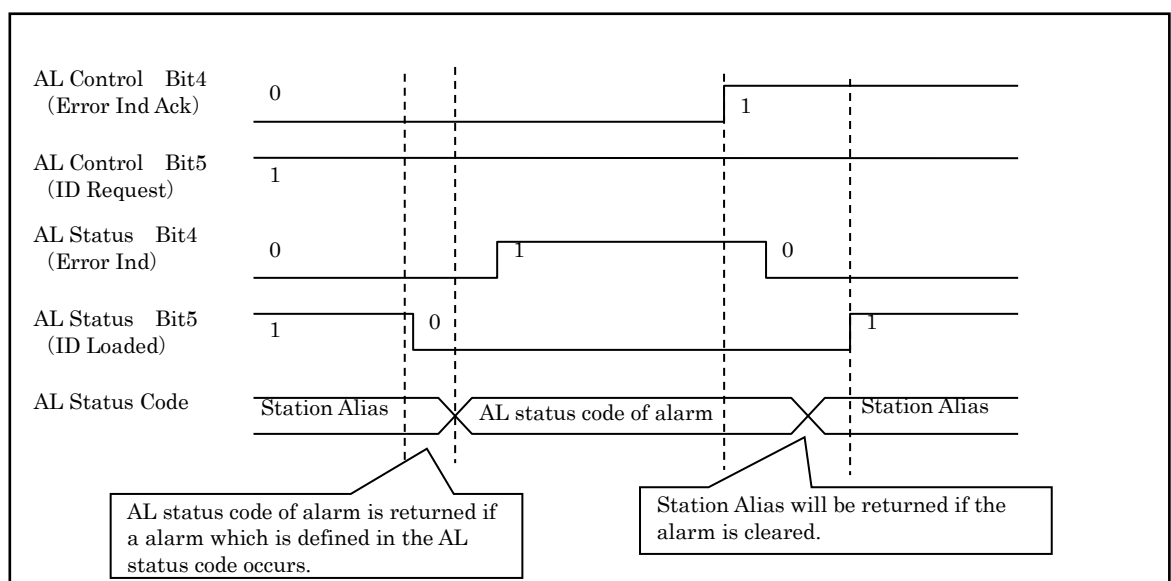 AL Control Bit4
(Error Ind Ack)
0
1
AL Control Bit5
(ID Request)
1
AL Status Bit4
(Error Ind)
0
1
0
AL Status Bit5
(ID Loaded)
1
0
1
AL Status Code
Station Alias
AL status code of alarm
Station Alias
AL status code of alarm is returned if
a alarm which is defined in the AL
status code occurs.
Station Alias will be returned if the
alarm is cleared.